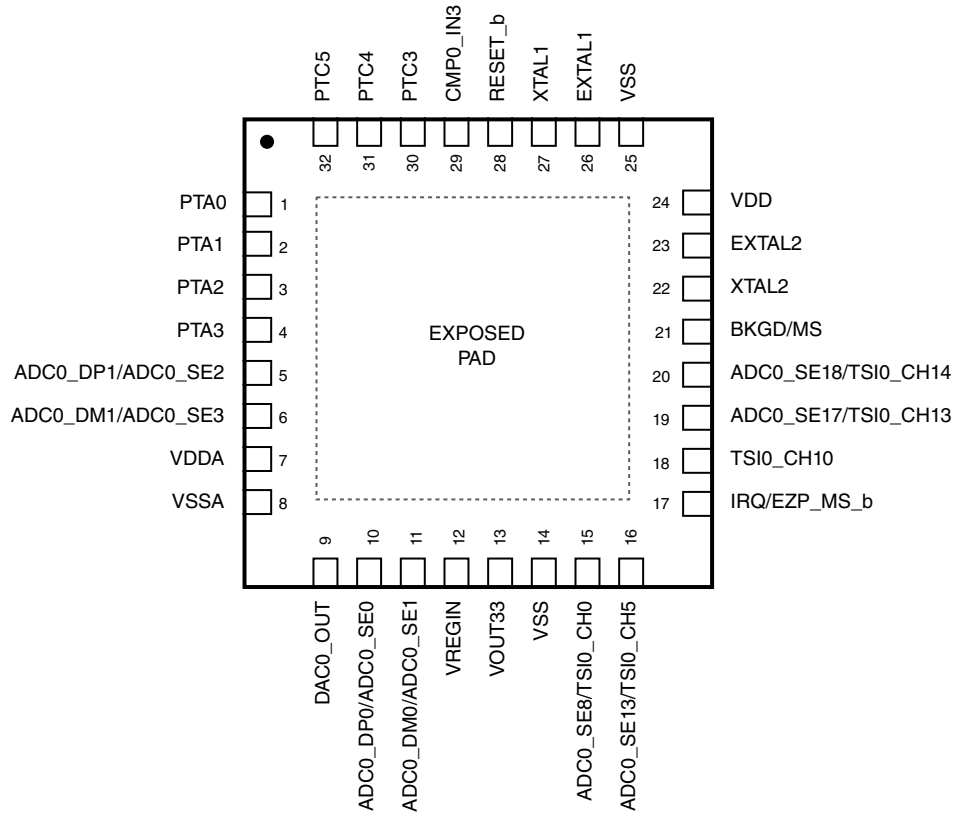 PTC5
PTC4
PTC3
CMP0_IN3
RESET_b
XTAL1
EXTAL1
VSS
32
31
30
29
28
27
26
25
PTA0 1
PTA1 2
PTA2 3
PTA3 4
ADC0_DP1/ADC0_SE2 5
ADC0_DM1/ADC0_SE3 6
VDDA 7
VSSA 8
EXPOSED
PAD
24 VDD
23 EXTAL2
22 XTAL2
21 BKGD/MS
20 ADC0_SE18/TSI0_CH14
19 ADC0_SE17/TSI0_CH13
18 TSI0_CH10
17 IRQ/EZP_MS_b
9
10
11
12
13
14
15
16
DAC0_OUT
ADC0_DP0/ADC0_SE0
ADC0_DM0/ADC0_SE1
VREGIN
VOUT33
VSS
ADC0_SE8/TSI0_CH0
ADC0_SE13/TSI0_CH5